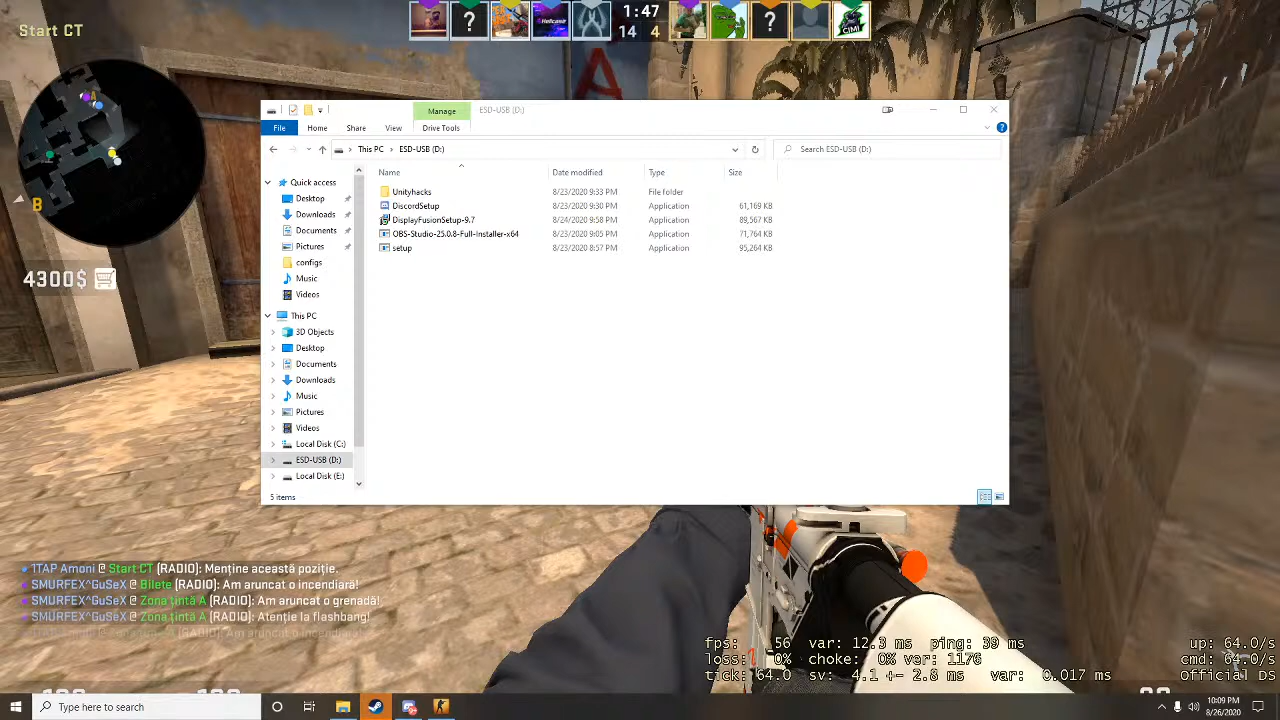 Start CT
1:47
14 4
A
B
4300$
Manage
ESD-USB (D:)
File
Home
Share
View
Drive Tools
This PC > ESD-USB (D:)
Search ESD-USB (D:)
Name
Date modified
Type
Size
Unityhacks 8/23/2020 9:33 PM File folder
DiscordSetup 8/23/2020 9:30 PM Application 61,169 KB
DisplayFusionSetup-9.7 8/24/2020 9:58 PM Application 89,567 KB
OBS-Studio-25.0.8-Full-Installer-x64 8/23/2020 9:05 PM Application 71,764 KB
setup 8/23/2020 8:57 PM Application 95,264 KB
Quick access
Desktop
Downloads
Documents
Pictures
configs
Music
Videos
This PC
3D Objects
Desktop
Documents
Downloads
Music
Pictures
Videos
Local Disk (C:)
ESD-USB (D:)
Local Disk (E:)
5 items
1TAP Amoni @ Start CT (RADIO): Menține această poziție.
SMURFEX^GuSeX @ Bilete (RADIO): Am aruncat o incendiară!
SMURFEX^GuSeX @ Zona țintă A (RADIO): Am aruncat o grenadă!
SMURFEX^GuSeX @ Zona țintă A (RADIO): Atenție la flashbang!
(RADIO): Am aruncat o incendiară!
fps: 56 var: 12.3 ms ping: 39 ms
loss: 0% choke: 0% ver: 1176
tick: 64.0 sv: 4.1 +- 2.8 ms var: 0.017 ms
up: 64.0/s
cmd: 64.0/s
Official DS
Type here to search
10:09 PM
8/26/2020